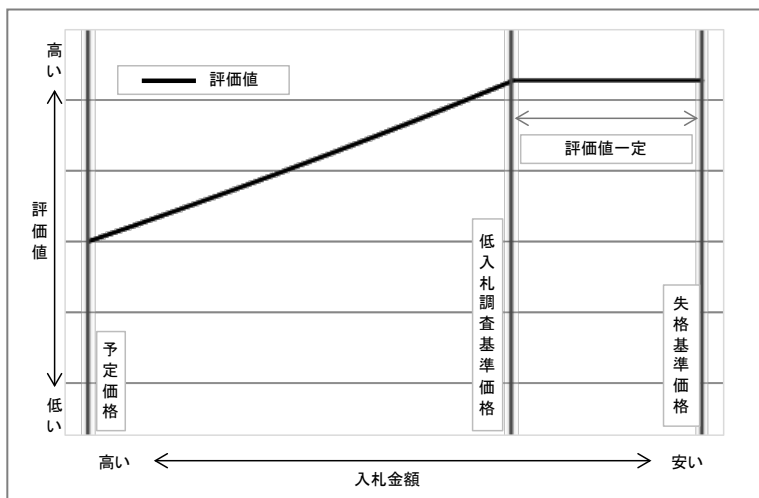 高い
評価値
評価値一定
評価値
低入札調査基準価格
失格基準価格
予定価格
低い
高い
安い
入札金額